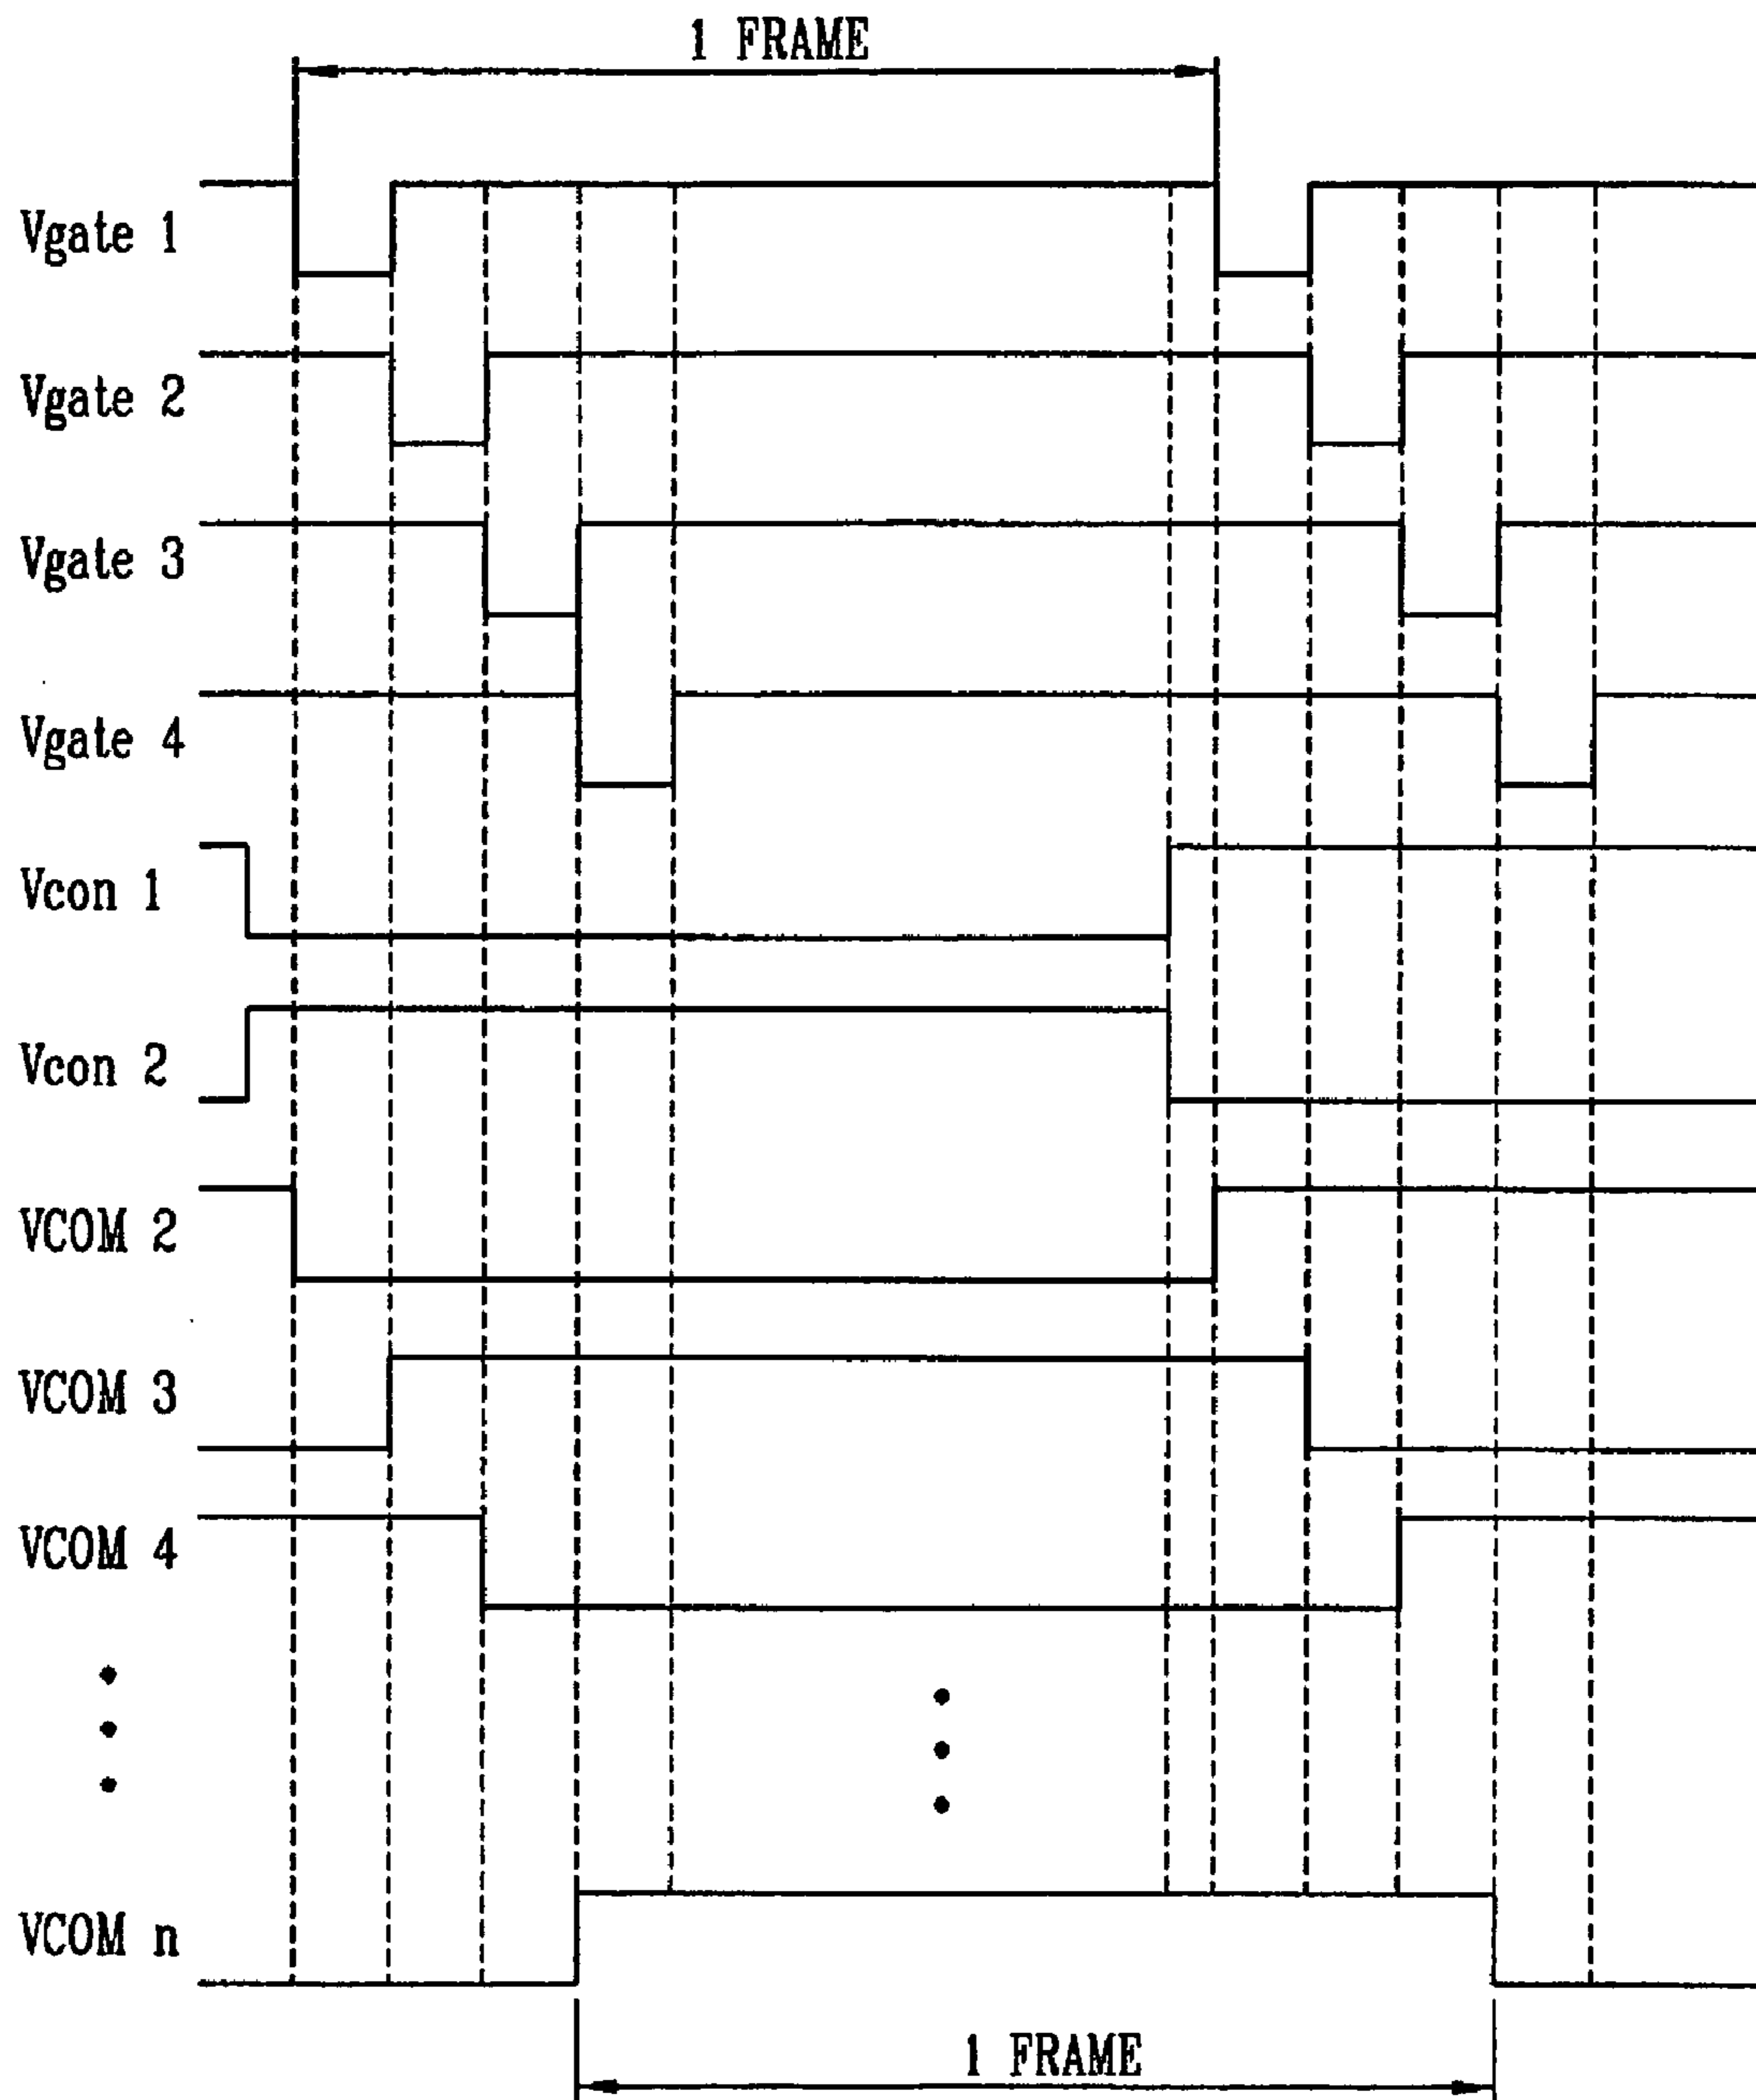 1 FRAME
Vgate 1
Vgate 2
Vgate 3
Vgate 4
Vcon 1
Vcon 2
VCOM 2
VCOM 3
VCOM 4
VCOM n
1 FRAME